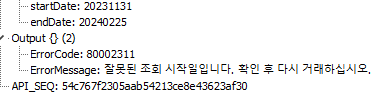 startDate: 20231131
endDate: 20240225
Output {} (2)
ErrorCode: 80002311
ErrorMessage: 잘못된 조회 시작일입니다. 확인 후 다시 거래하십시오.
API_SEQ: 54c767f2305aab54213ce8e43623af30